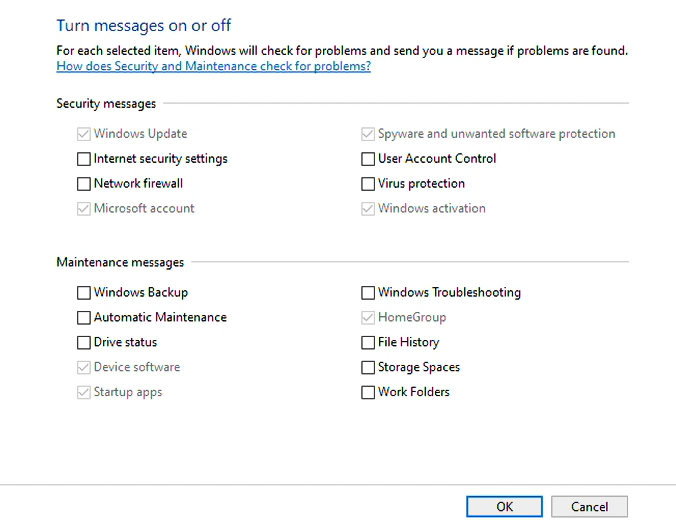 Turn messages on or off
For each selected item, Windows will check for problems and send you a message if problems are found.
How does Security and Maintenance check for problems?
Security messages
Windows Update
Spyware and unwanted software protection
Internet security settings
User Account Control
Network firewall
Virus protection
Microsoft account
Windows activation
Maintenance messages
Windows Backup
Windows Troubleshooting
Automatic Maintenance
HomeGroup
Drive status
File History
Device software
Storage Spaces
Startup apps
Work Folders
OK
Cancel